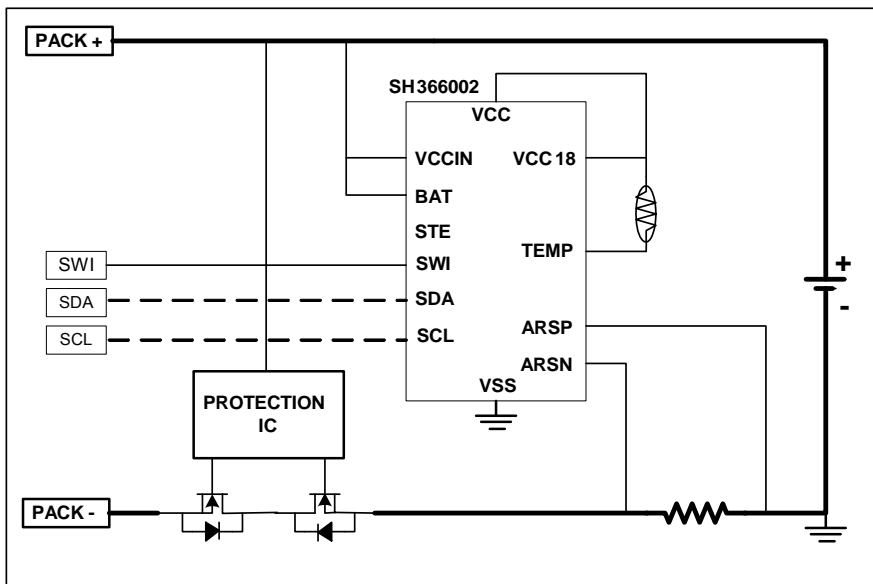 PACK +
SH366002
VCC
VCCIN
VCC18
BAT
STE
TEMP
SWI
SWI
SDA
SDA
+
-
SCL
SCL
ARSP
ARSN
VSS
PROTECTION
IC
PACK -